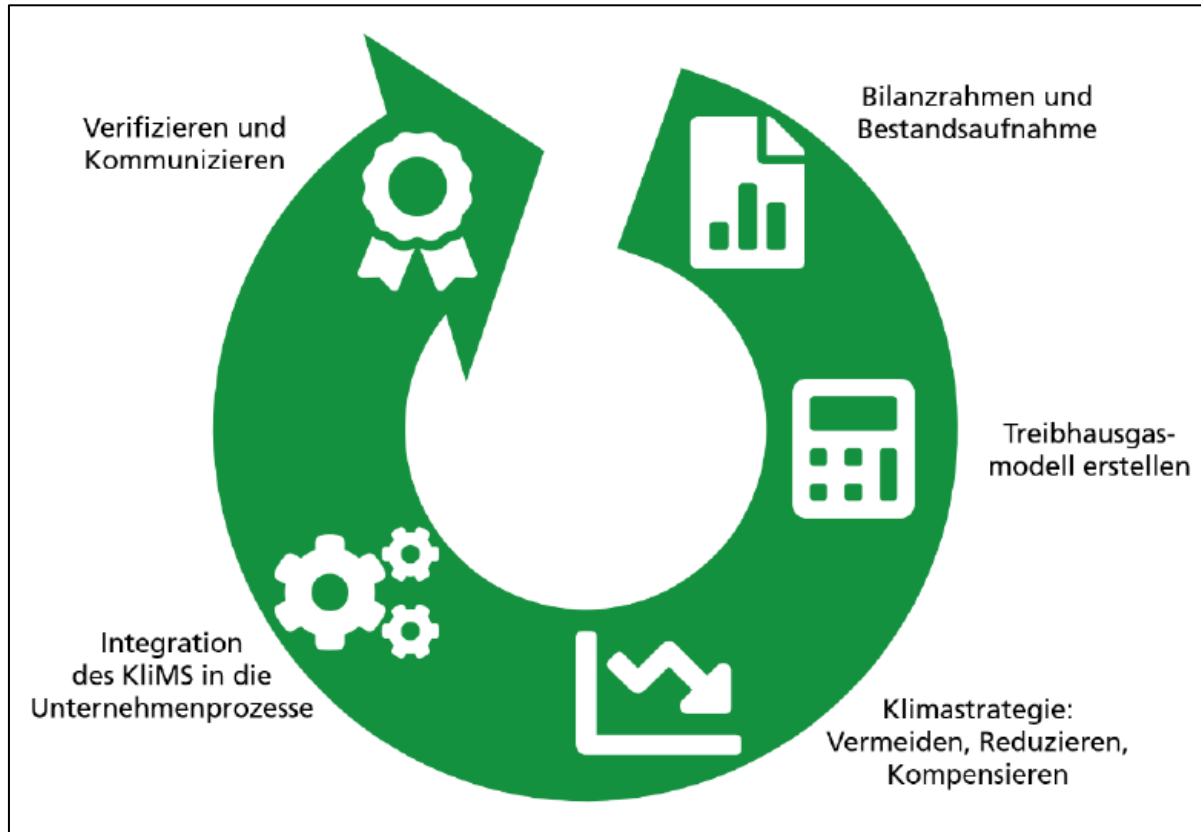 Verifizieren und
Kommunizieren
Bilanzrahmen und
Bestandsaufnahme
Treibhausgas-
modell erstellen
Integration
des KliMS in die
Unternehmenprozesse
Klimastrategie:
Vermeiden, Reduzieren,
Kompensieren